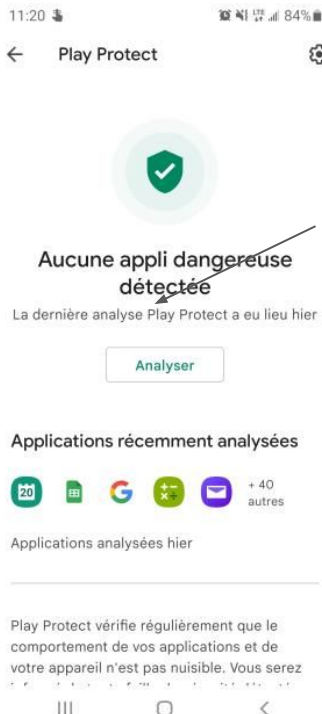 11:20
LTE 84%
Play Protect
Aucune appli dangereuse
détectée
La dernière analyse Play Protect a eu lieu hier
Analyser
Applications récemment analysées
20
G
+ 40
autres
Applications analysées hier
Play Protect vérifie régulièrement que le
comportement de vos applications et de
votre appareil n'est pas nuisible. Vous serez